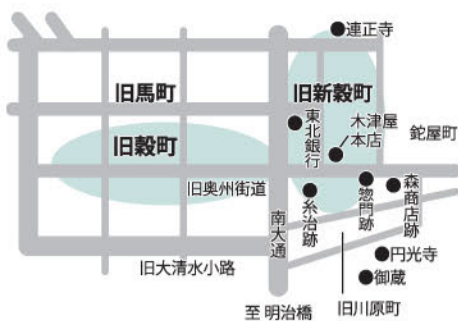 連正寺
旧馬町
旧新穀町
東北銀行
木津屋
本店
鉈屋町
旧穀町
旧奥州街道
糸治跡
惣門跡
森商店跡
南大通
円光寺
御蔵
旧大清水小路
旧川原町
至 明治橋